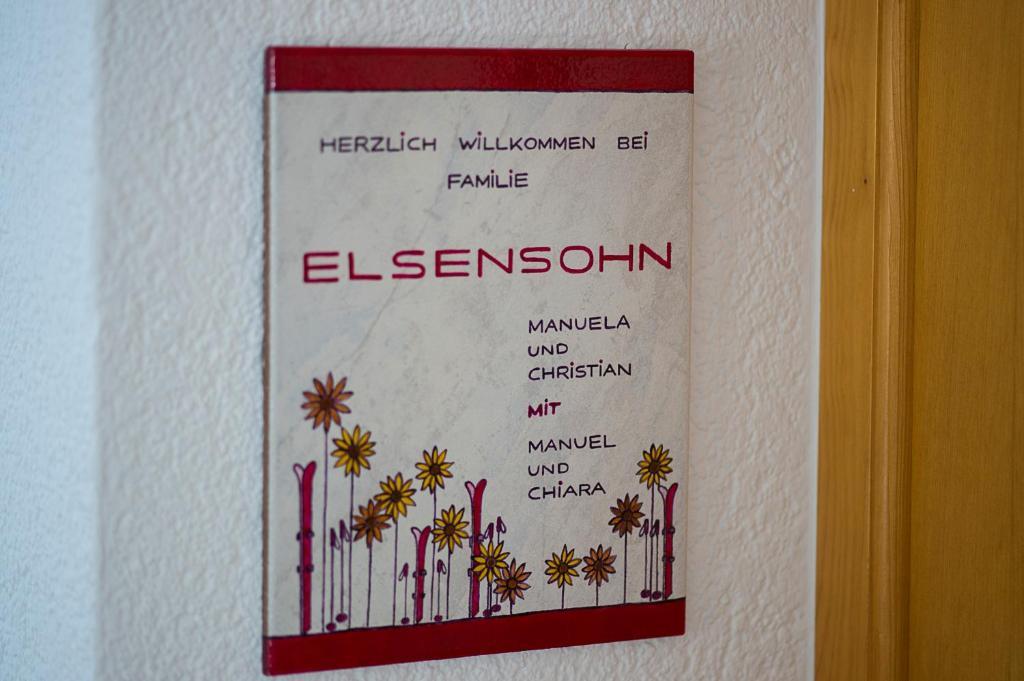 HERZLiCH WiLLKOMMEN BEi
FAMiLiE
ELSENSOHN
MANUELA
UND
CHRiSTiAN
MiT
MANUEL
UND
CHiARA